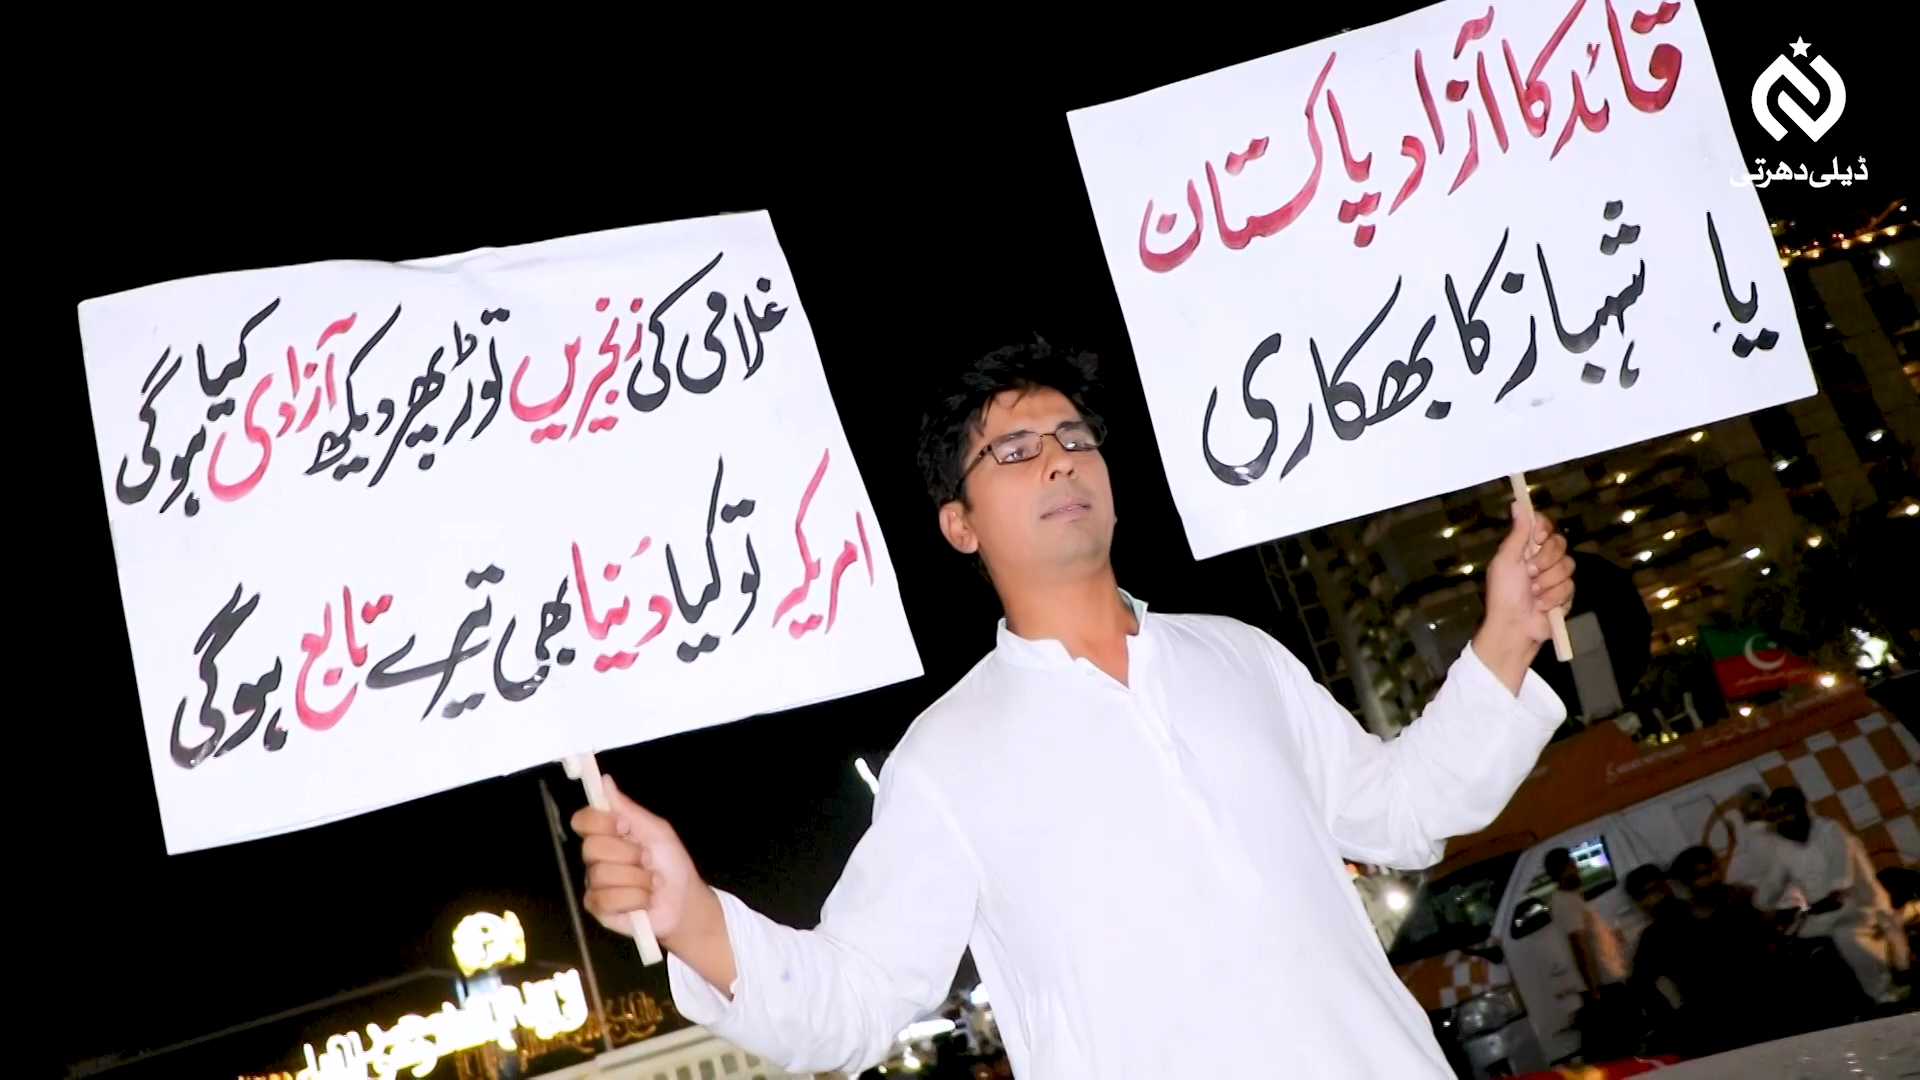 قائد کا آزاد پاکستان
یا شہباز کا بھکاری
غلامی کی زنجیریں توڑ پھر دیکھ آزادی کیا ہوگی
امریکہ تو کیا دُنیا بھی تیرے تابع ہوگی
ڈیلی دھرتی